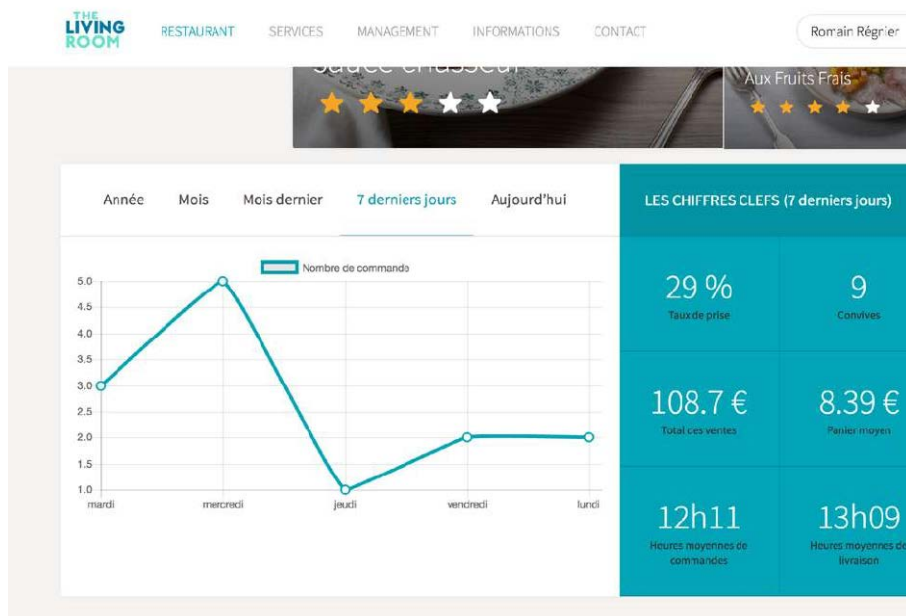 THE
LIVING
ROOM
RESTAURANT SERVICES MANAGEMENT INFORMATIONS CONTACT Romain Régnier
sauce chasseur
Aux Fruits Frais
Année Mois Mois dernier 7 derniers jours Aujourd'hui
LES CHIFFRES CLEFS (7 derniers jours)
Nombre de commande
5.0
4.5
4.0
3.5
3.0
2.5
2.0
1.5
1.0
mardi mercredi jeudi vendredi lundi
29 % 9
Taux de prise Convives
108.7 € 8.39 €
Total des ventes Panier moyen
12h11 13h09
Heures moyennes de Heures moyennes de
commandes livraison